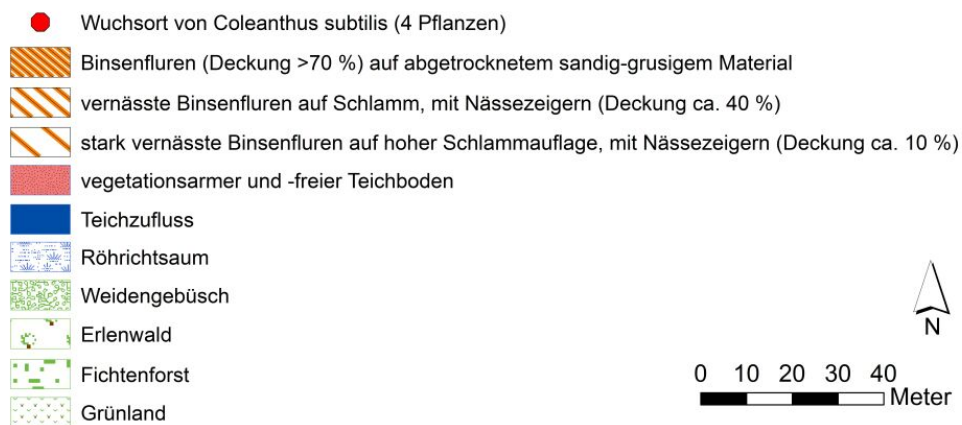 Wuchsort von Coleanthus subtilis (4 Pflanzen)
Binsenfluren (Deckung >70 %) auf abgetrocknetem sandig-grusigem Material
vernässte Binsenfluren auf Schlamm, mit Nässezeigern (Deckung ca. 40 %)
stark vernässte Binsenfluren auf hoher Schlammauflage, mit Nässezeigern (Deckung ca. 10 %)
vegetationsarmer und -freier Teichboden
Teichzufluss
Röhrichtsaum
Weidengebüsch
Erlenwald
Fichtenforst
Grünland
N
0 10 20 30 40
Meter